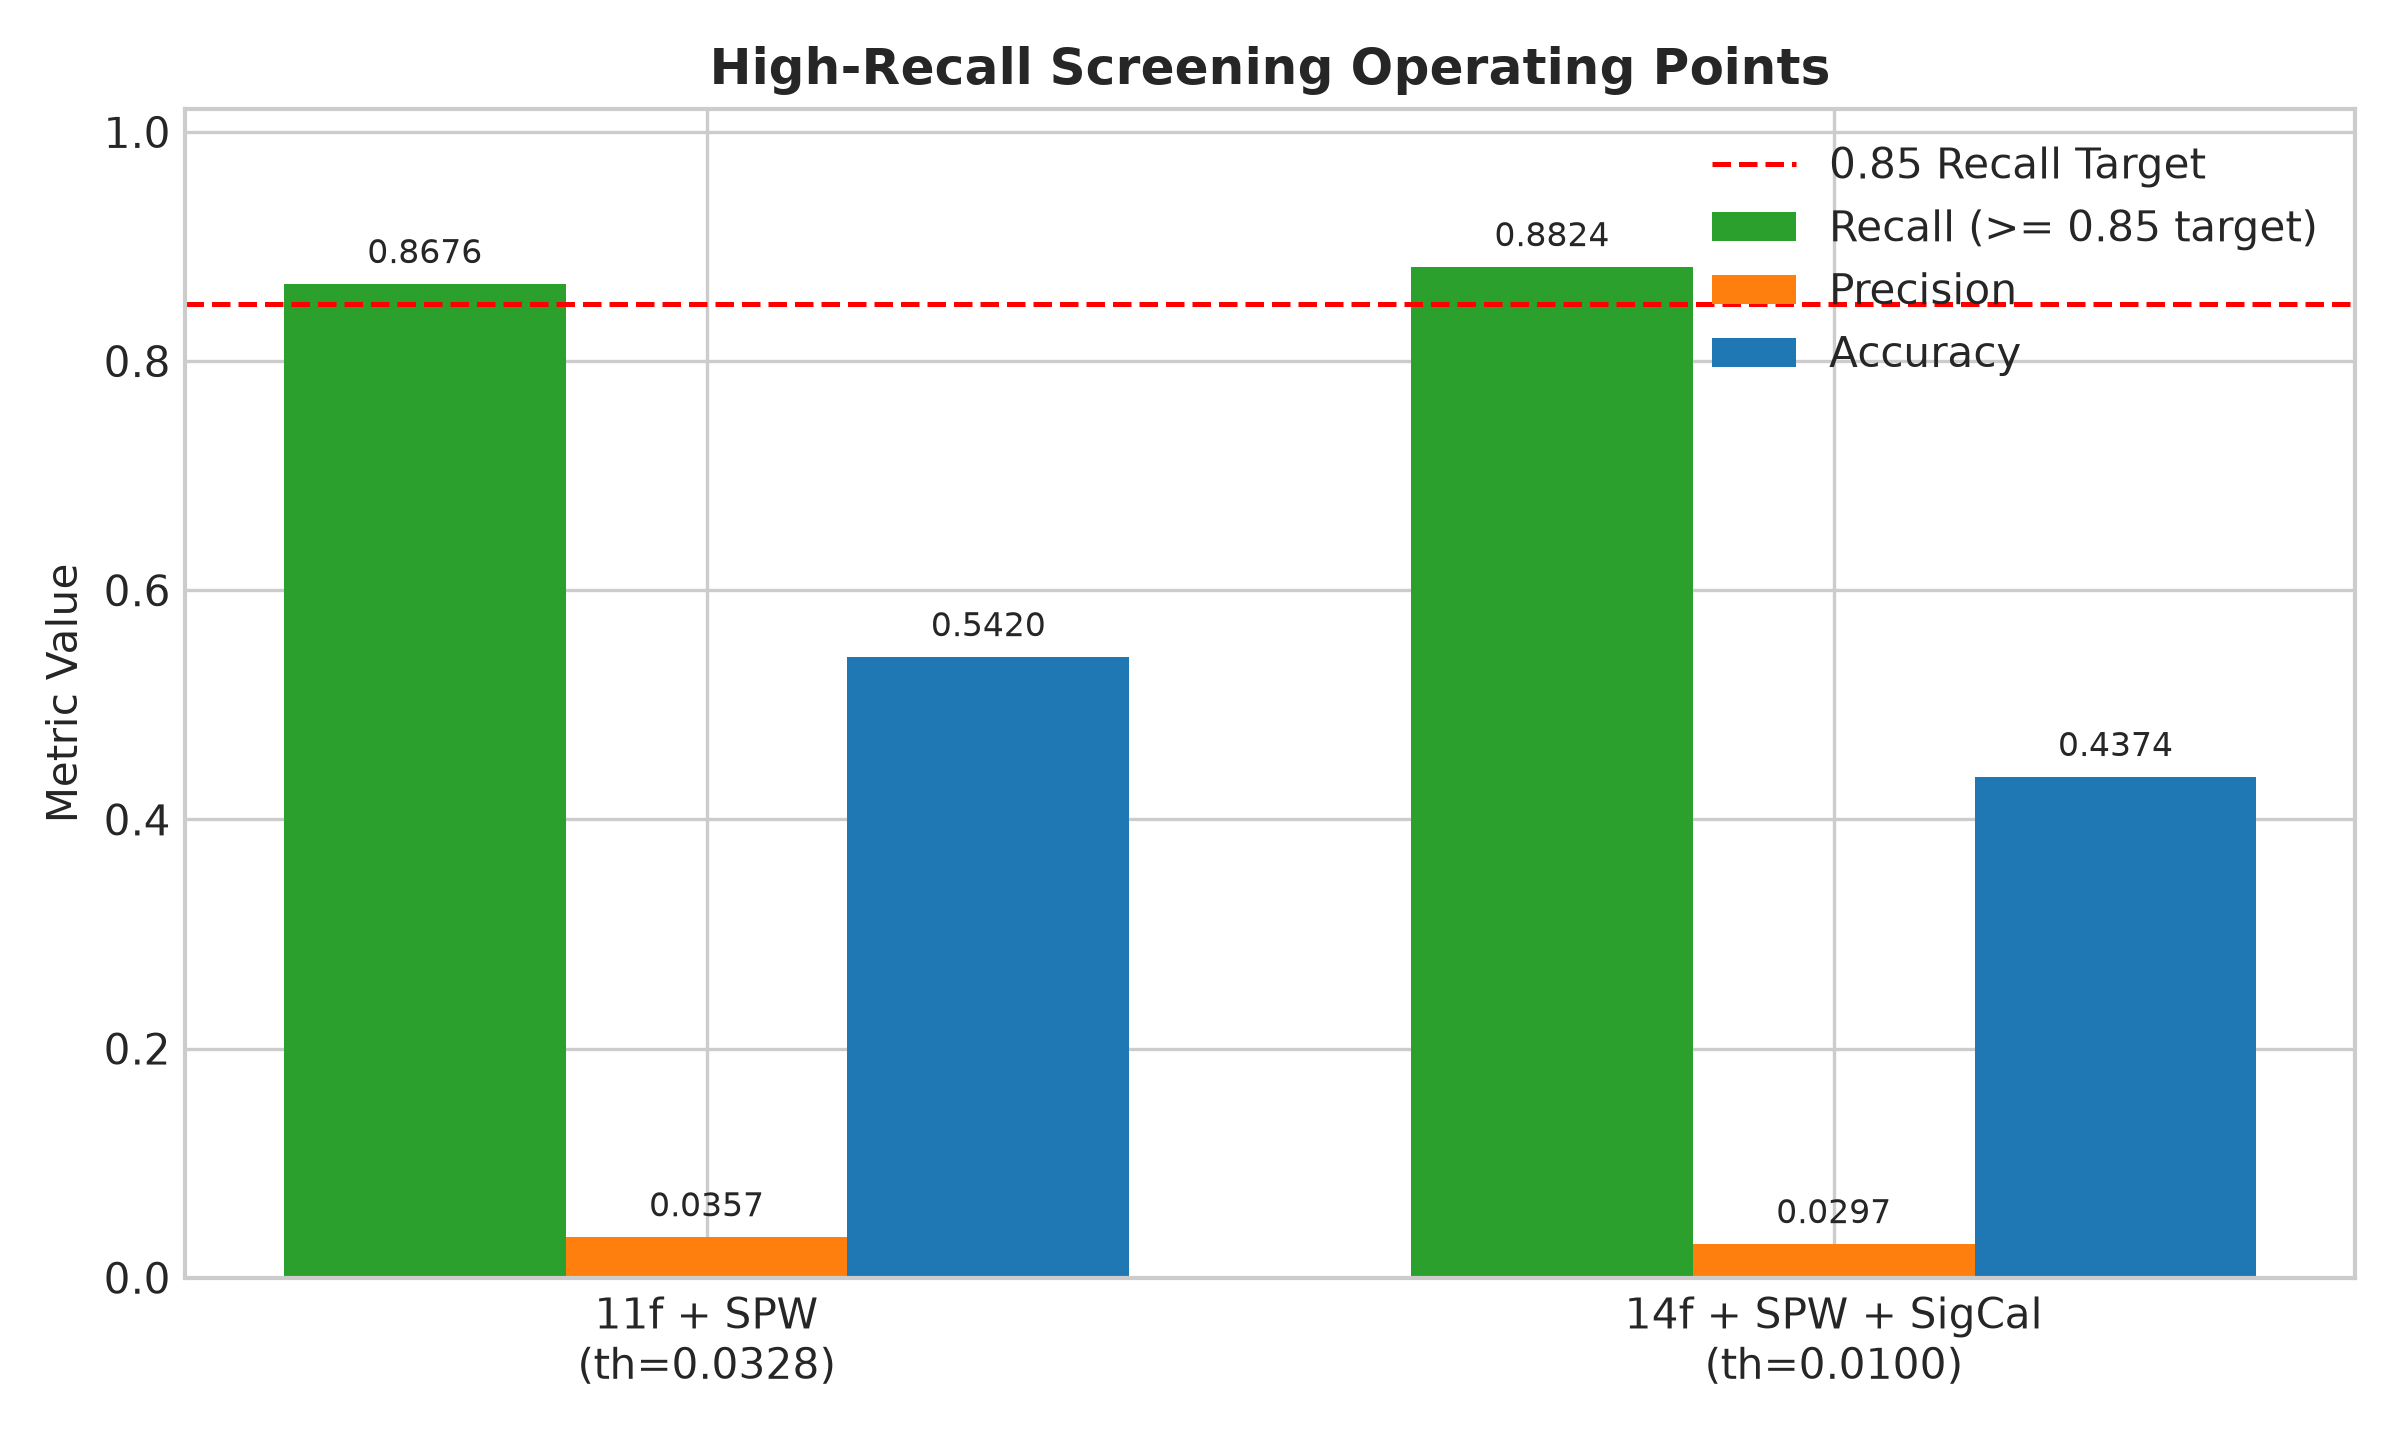 High-Recall Screening Operating Points
Metric Value
1.0
0.8
0.6
0.4
0.2
0.0
0.8676
0.0357
0.5420
0.8824
0.0297
0.4374
0.85 Recall Target
Recall (>= 0.85 target)
Precision
Accuracy
11f + SPW
(th=0.0328)
14f + SPW + SigCal
(th=0.0100)